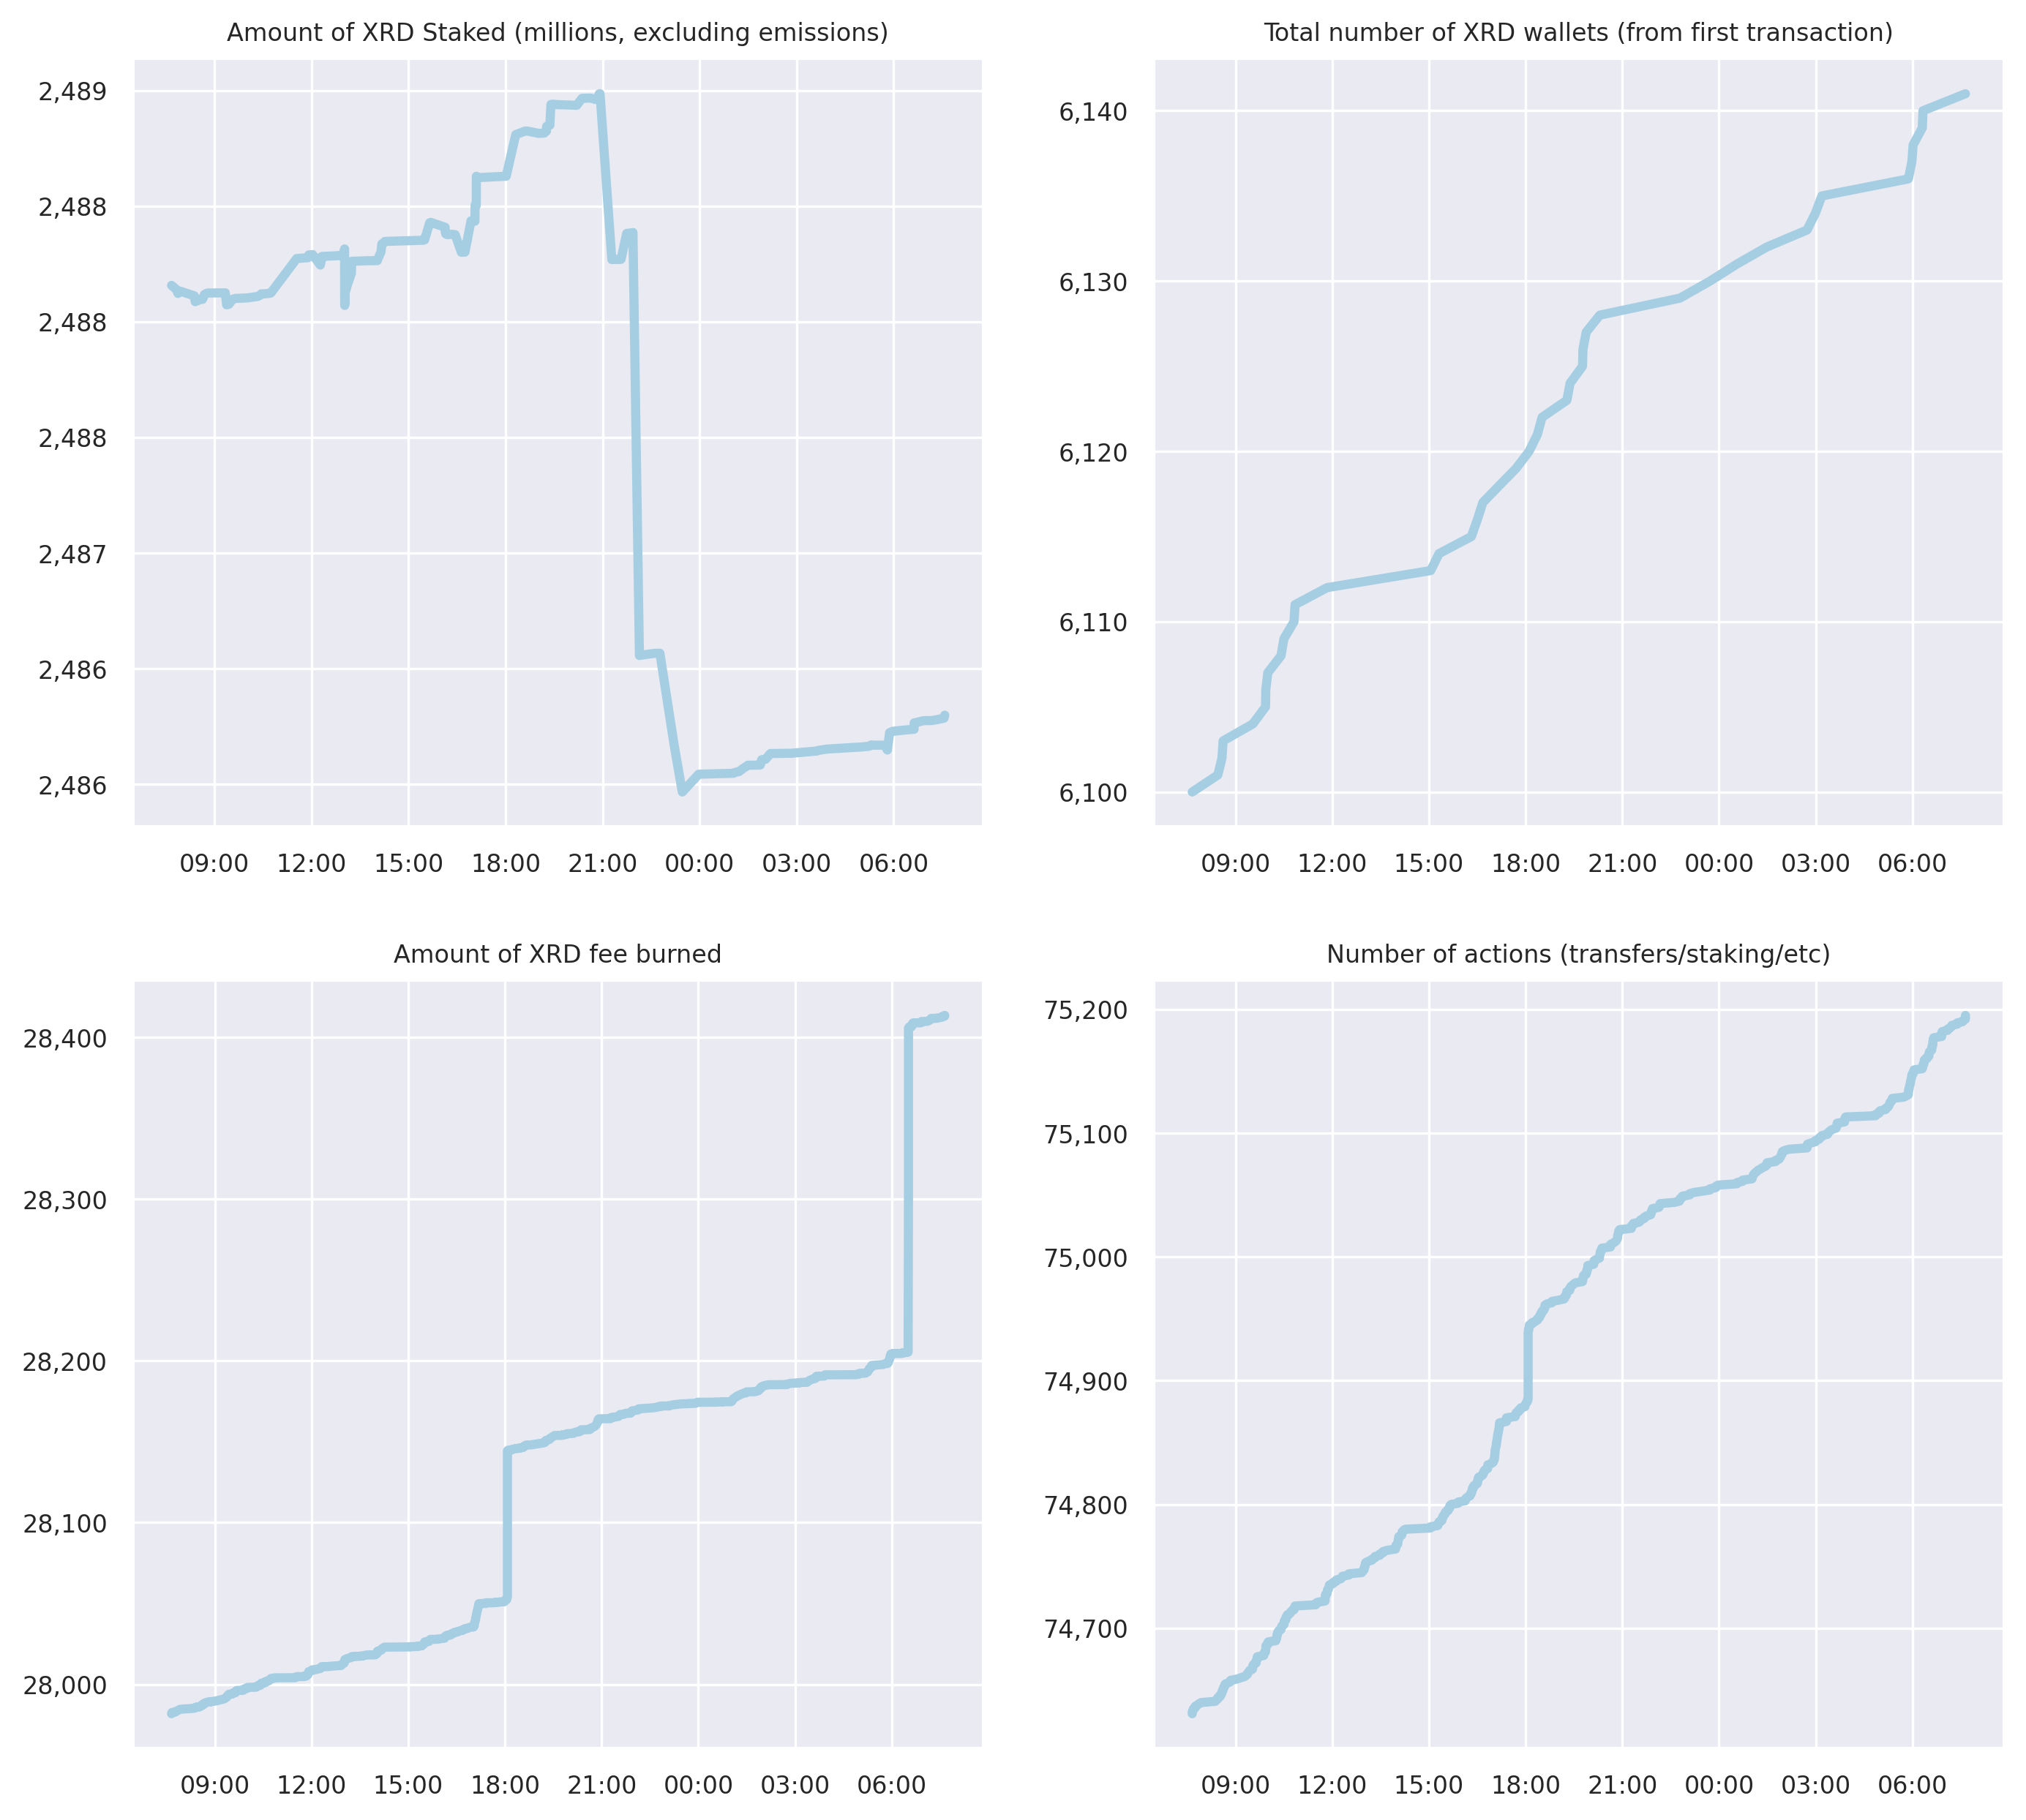 Amount of XRD Staked (millions, excluding emissions)
2,489
2,488
2,488
2,488
2,487
2,486
2,486
09:00 12:00 15:00 18:00 21:00 00:00 03:00 06:00
Total number of XRD wallets (from first transaction)
6,140
6,130
6,120
6,110
6,100
09:00 12:00 15:00 18:00 21:00 00:00 03:00 06:00
Amount of XRD fee burned
28,400
28,300
28,200
28,100
28,000
09:00 12:00 15:00 18:00 21:00 00:00 03:00 06:00
Number of actions (transfers/staking/etc)
75,200
75,100
75,000
74,900
74,800
74,700
09:00 12:00 15:00 18:00 21:00 00:00 03:00 06:00